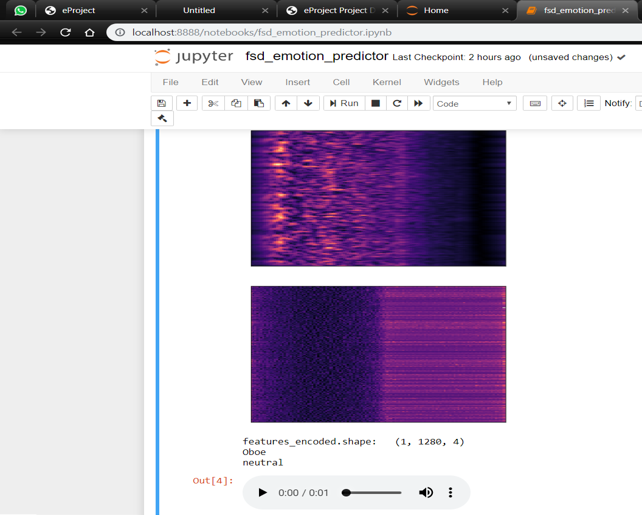 eProject
Untitled
eProject Project D
Home
fsd_emotion_predi
localhost:8888/notebooks/fsd_emotion_predictor.ipynb
jupyter fsd_emotion_predictor Last Checkpoint: 2 hours ago (unsaved changes)
File Edit View Insert Cell Kernel Widgets Help
Run Code Notify:
features_encoded.shape: (1, 1280, 4)
Oboe
neutral
Out[4]:
0:00 / 0:01